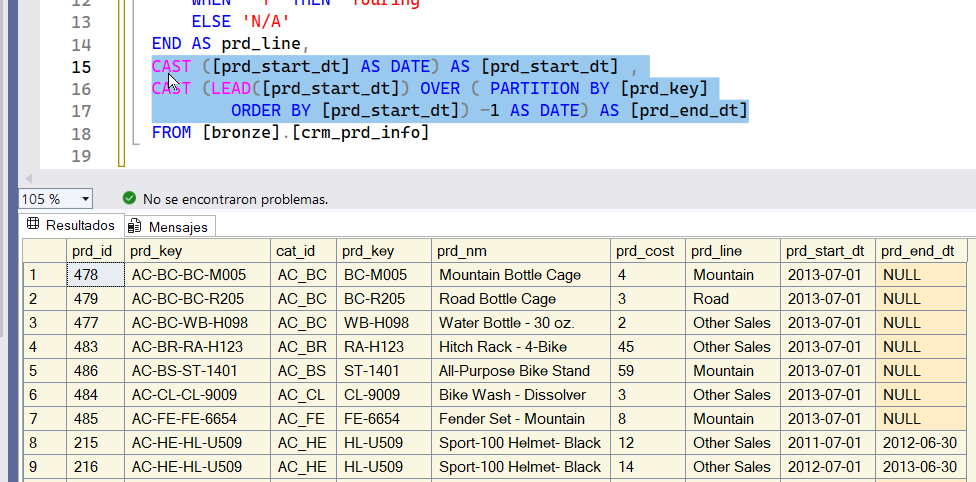 12 WHEN 'T' THEN 'Touring'
13 ELSE 'N/A'
14 END AS prd_line,
15 CAST ([prd_start_dt] AS DATE) AS [prd_start_dt] ,
16 CAST (LEAD([prd_start_dt]) OVER ( PARTITION BY [prd_key]
17 ORDER BY [prd_start_dt]) -1 AS DATE) AS [prd_end_dt]
18 FROM [bronze].[crm_prd_info]
19
105 % No se encontraron problemas.
Resultados Mensajes
prd_id prd_key cat_id prd_key prd_nm prd_cost prd_line prd_start_dt prd_end_dt
1 478 AC-BC-BC-M005 AC_BC BC-M005 Mountain Bottle Cage 4 Mountain 2013-07-01 NULL
2 479 AC-BC-BC-R205 AC_BC BC-R205 Road Bottle Cage 3 Road 2013-07-01 NULL
3 477 AC-BC-WB-H098 AC_BC WB-H098 Water Bottle - 30 oz. 2 Other Sales 2013-07-01 NULL
4 483 AC-BR-RA-H123 AC_BR RA-H123 Hitch Rack - 4-Bike 45 Other Sales 2013-07-01 NULL
5 486 AC-BS-ST-1401 AC_BS ST-1401 All-Purpose Bike Stand 59 Mountain 2013-07-01 NULL
6 484 AC-CL-CL-9009 AC_CL CL-9009 Bike Wash - Dissolver 3 Other Sales 2013-07-01 NULL
7 485 AC-FE-FE-6654 AC_FE FE-6654 Fender Set - Mountain 8 Mountain 2013-07-01 NULL
8 215 AC-HE-HL-U509 AC_HE HL-U509 Sport-100 Helmet- Black 12 Other Sales 2011-07-01 2012-06-30
9 216 AC-HE-HL-U509 AC_HE HL-U509 Sport-100 Helmet- Black 14 Other Sales 2012-07-01 2013-06-30